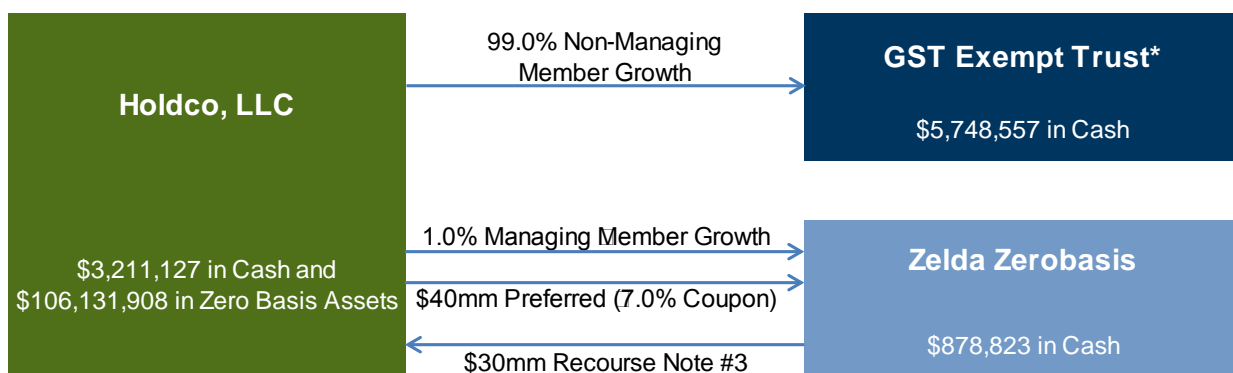 Holdco, LLC
$3,211,127 in Cash and
$106,131,908 in Zero Basis Assets
99.0% Non-Managing
Member Growth
GST Exempt Trust*
$5,748,557 in Cash
1.0% Managing Member Growth
$40mm Preferred (7.0% Coupon)
$30mm Recourse Note #3
Zelda Zerobasis
$878,823 in Cash